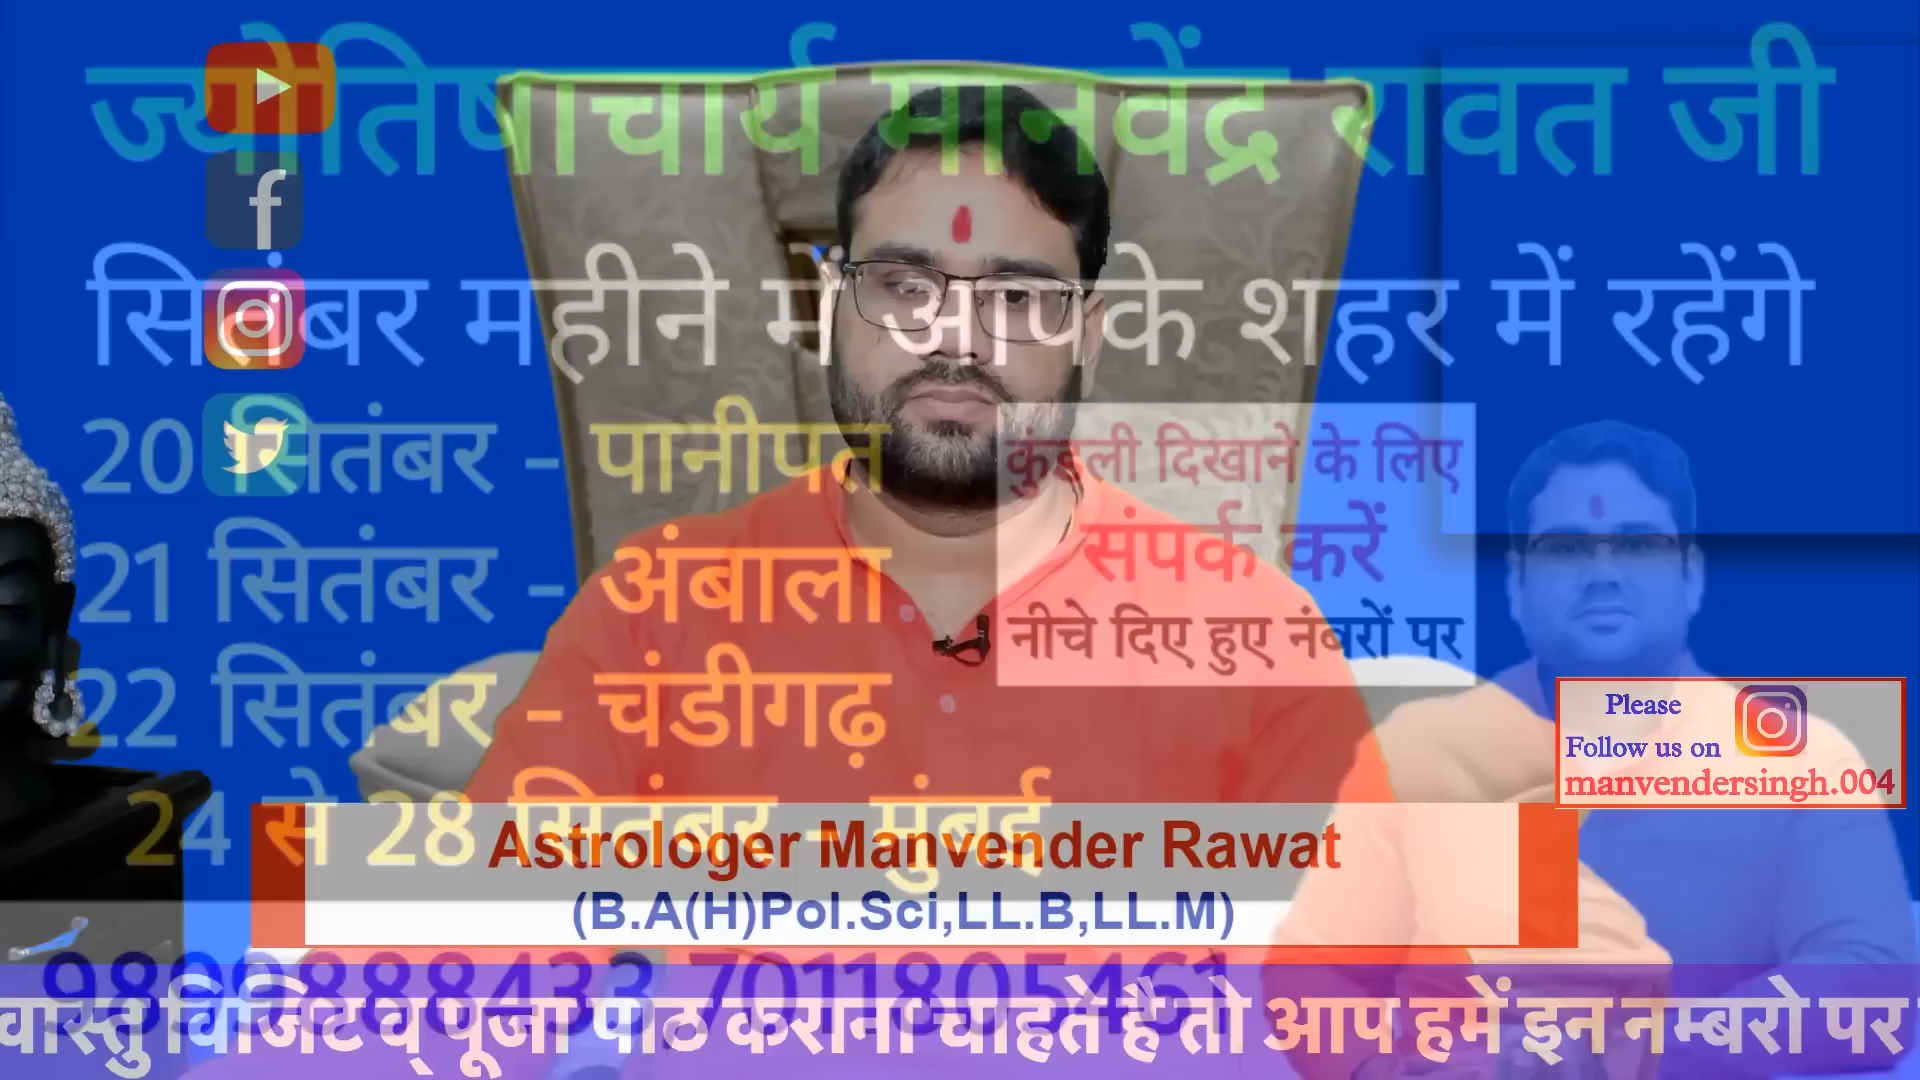 ज्योतिषाचार्य मानवेंद्र रावत जी
सितंबर महीने में आपके शहर में रहेंगे
20 सितंबर - पानीपत
21 सितंबर - अंबाला
22 सितंबर - चंडीगढ़
24 से 28 सितंबर - मुंबई
कुंडली दिखाने के लिए
संपर्क करें
नीचे दिए हुए नंबरों पर
Please
Follow us on
manvendersingh.004
Astrologer Manvender Rawat
(B.A(H)Pol.Sci,LL.B,LL.M)
9899888433 7011805461
वास्तु विजिट व् पूजा पाठ कराना चाहते है तो आप हमें इन नम्बरो पर